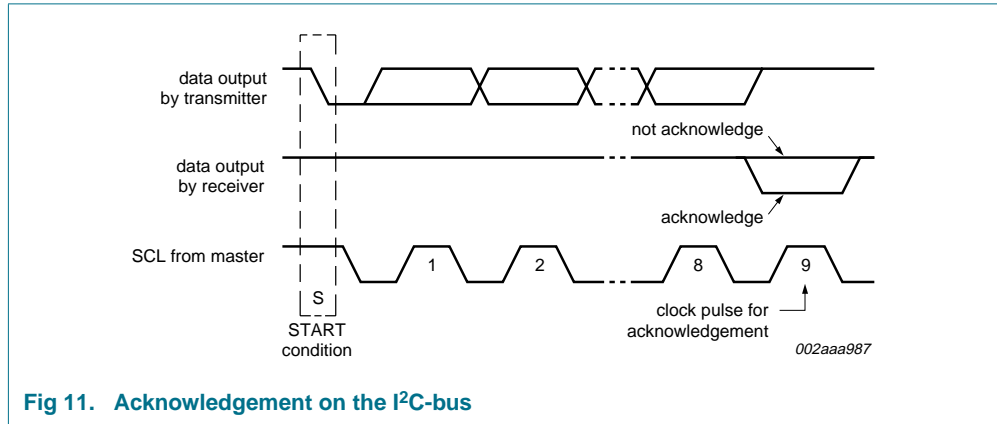 data output
by transmitter
not acknowledge
data output
by receiver
acknowledge
SCL from master
1
2
8
9
S
START
condition
clock pulse for
acknowledgement
002aaa987
Fig 11. Acknowledgement on the I²C-bus